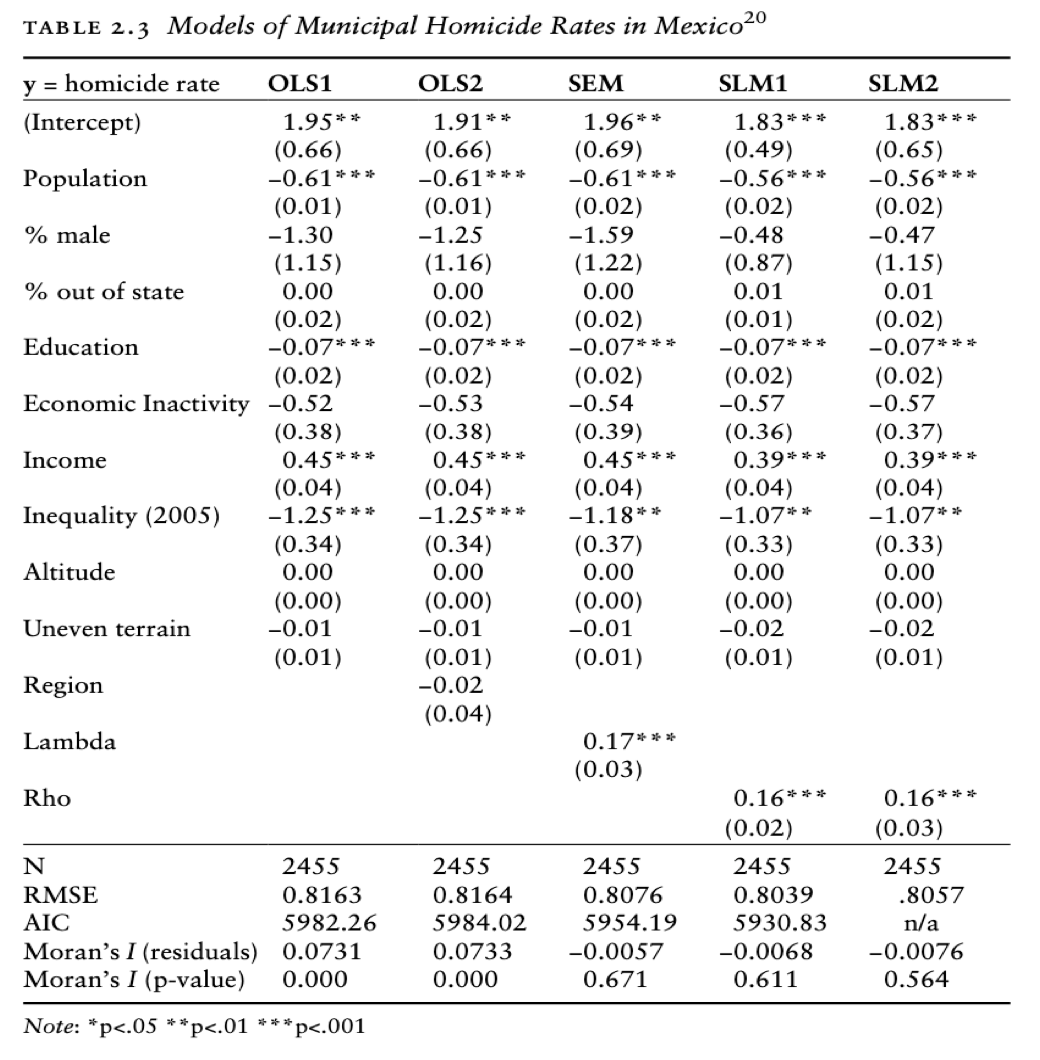 TABLE 2.3 Models of Municipal Homicide Rates in Mexico20
y = homicide rate OLS1 OLS2 SEM SLM1 SLM2
(Intercept) 1.95** 1.91** 1.96** 1.83*** 1.83***
(0.66) (0.66) (0.69) (0.49) (0.65)
Population –0.61*** –0.61*** –0.61*** –0.56*** –0.56***
(0.01) (0.01) (0.02) (0.02) (0.02)
% male –1.30 –1.25 –1.59 –0.48 –0.47
(1.15) (1.16) (1.22) (0.87) (1.15)
% out of state 0.00 0.00 0.00 0.01 0.01
(0.02) (0.02) (0.02) (0.01) (0.02)
Education –0.07*** –0.07*** –0.07*** –0.07*** –0.07***
(0.02) (0.02) (0.02) (0.02) (0.02)
Economic Inactivity –0.52 –0.53 –0.54 –0.57 –0.57
(0.38) (0.38) (0.39) (0.36) (0.37)
Income 0.45*** 0.45*** 0.45*** 0.39*** 0.39***
(0.04) (0.04) (0.04) (0.04) (0.04)
Inequality (2005) –1.25*** –1.25*** –1.18** –1.07** –1.07**
(0.34) (0.34) (0.37) (0.33) (0.33)
Altitude 0.00 0.00 0.00 0.00 0.00
(0.00) (0.00) (0.00) (0.00) (0.00)
Uneven terrain –0.01 –0.01 –0.01 –0.02 –0.02
(0.01) (0.01) (0.01) (0.01) (0.01)
Region –0.02
(0.04)
Lambda 0.17***
(0.03)
Rho 0.16*** 0.16***
(0.02) (0.03)
N 2455 2455 2455 2455 2455
RMSE 0.8163 0.8164 0.8076 0.8039 .8057
AIC 5982.26 5984.02 5954.19 5930.83 n/a
Moran's I (residuals) 0.0731 0.0733 –0.0057 –0.0068 –0.0076
Moran's I (p-value) 0.000 0.000 0.671 0.611 0.564
Note: *p<.05 **p<.01 ***p<.001